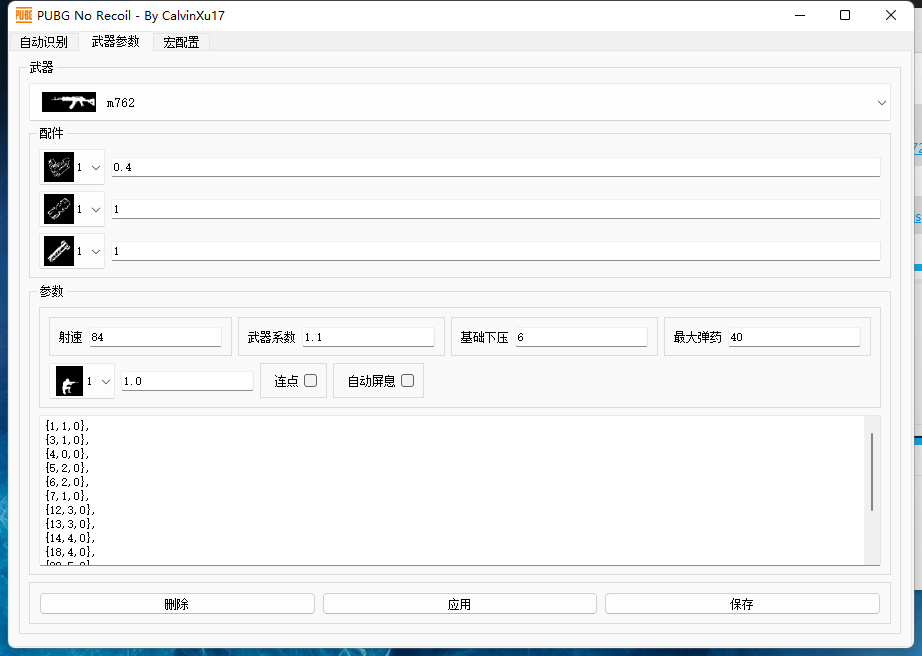 PUBG PUBG No Recoil - By CalvinXu17
自动识别 武器参数 宏配置
武器
m762
配件
1 0.4
1 1
1 1
参数
射速 84 武器系数 1.1 基础下压 6 最大弹药 40
1 1.0 连点 自动屏息
{1,1,0},
{3,1,0},
{4,0,0},
{5,2,0},
{6,2,0},
{7,1,0},
{12,3,0},
{13,3,0},
{14,4,0},
{18,4,0},
删除 应用 保存